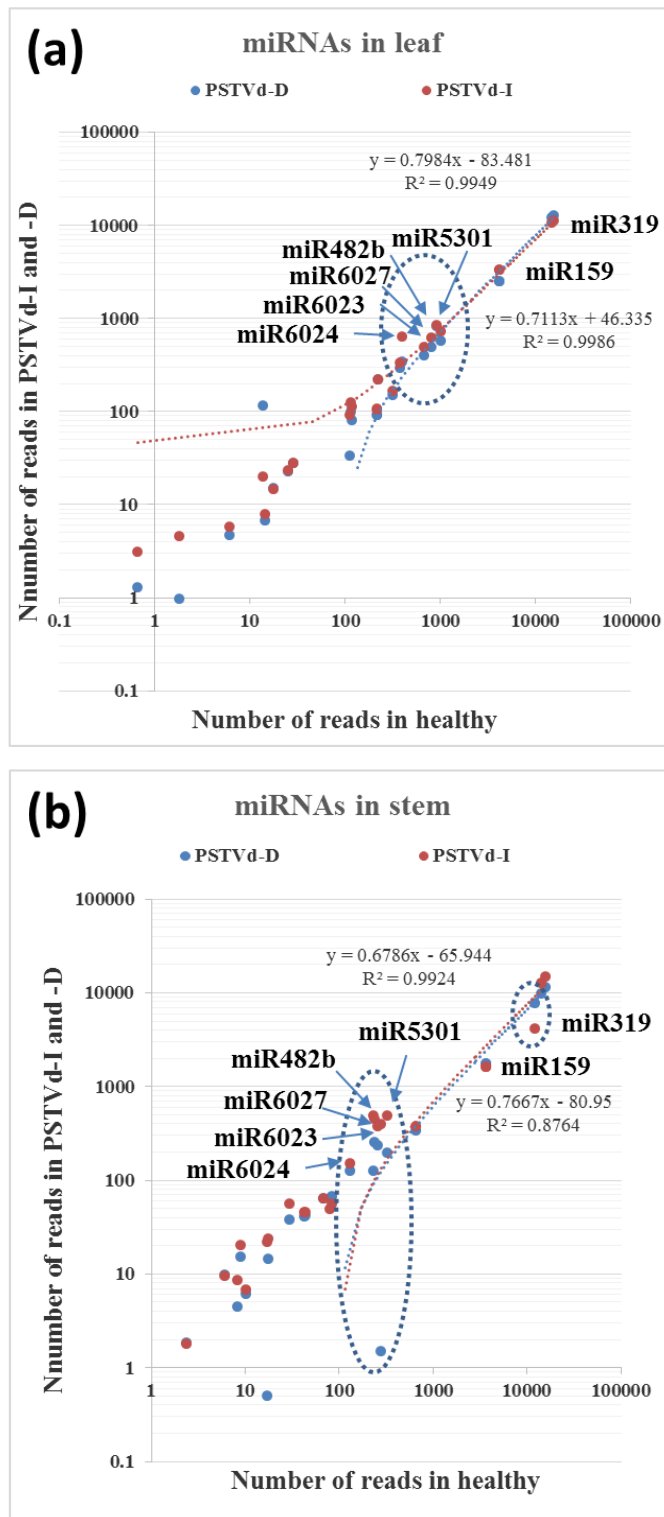 (a)
miRNAs in leaf
PSTVd-D
PSTVd-I
100000
y = 0.7984x - 83.481
R² = 0.9949
10000
miR319
miR482b
miR5301
miR6027
miR159
miR6023
1000
y = 0.7113x + 46.335
R² = 0.9986
miR6024
100
10
1
0.1
1
10
100
1000
10000
100000
0.1
Nnumber of reads in PSTVd-I and -D
Number of reads in healthy
(b)
miRNAs in stem
PSTVd-D
PSTVd-I
100000
y = 0.6786x - 65.944
R² = 0.9924
10000
miR319
miR5301
miR482b
miR159
1000
miR6027
y = 0.7667x - 80.95
R² = 0.8764
miR6023
miR6024
100
10
1
0.1
1
10
100
1000
10000
100000
Nnumber of reads in PSTVd-I and -D
Number of reads in healthy